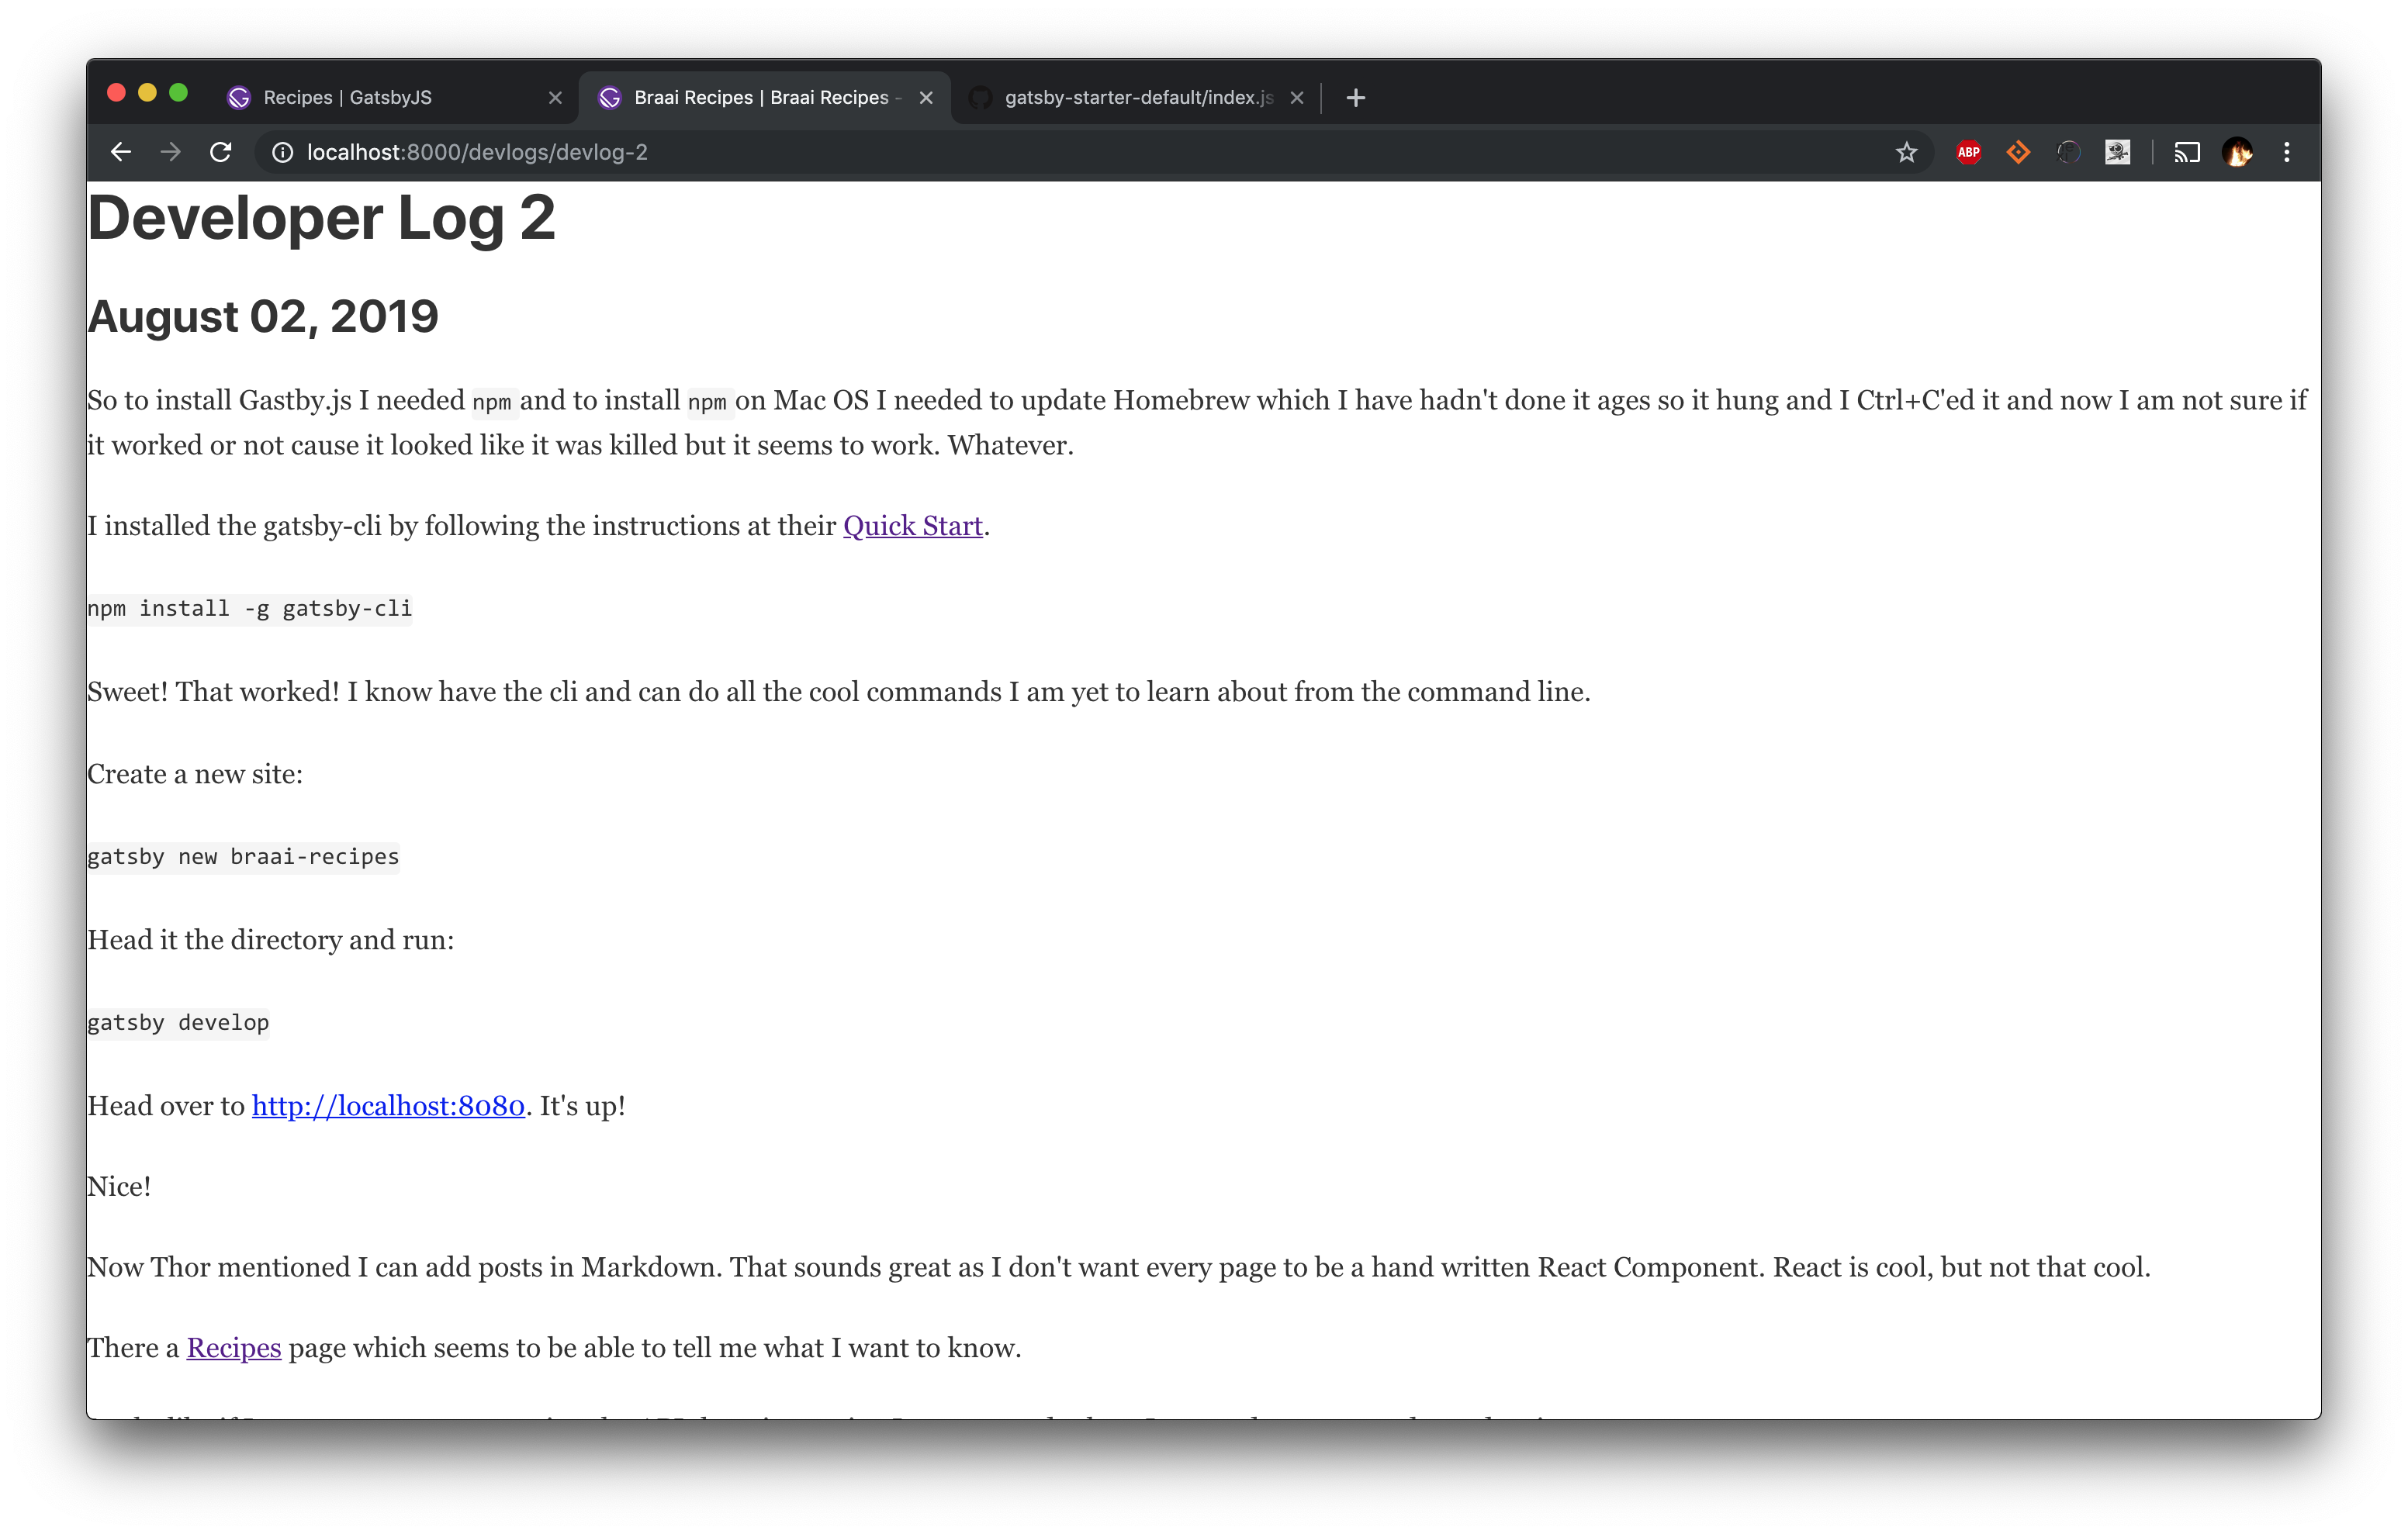 Recipes | GatsbyJS
Braai Recipes | Braai Recipes -
gatsby-starter-default/index.js
localhost:8000/devlogs/devlog-2
ABP
Developer Log 2
August 02, 2019
So to install Gastby.js I needed npm and to install npm on Mac OS I needed to update Homebrew which I have hadn't done it ages so it hung and I Ctrl+C'ed it and now I am not sure if
it worked or not cause it looked like it was killed but it seems to work. Whatever.
I installed the gatsby-cli by following the instructions at their Quick Start.
npm install -g gatsby-cli
Sweet! That worked! I know have the cli and can do all the cool commands I am yet to learn about from the command line.
Create a new site:
gatsby new braai-recipes
Head it the directory and run:
gatsby develop
Head over to http://localhost:8080. It's up!
Nice!
Now Thor mentioned I can add posts in Markdown. That sounds great as I don't want every page to be a hand written React Component. React is cool, but not that cool.
There a Recipes page which seems to be able to tell me what I want to know.